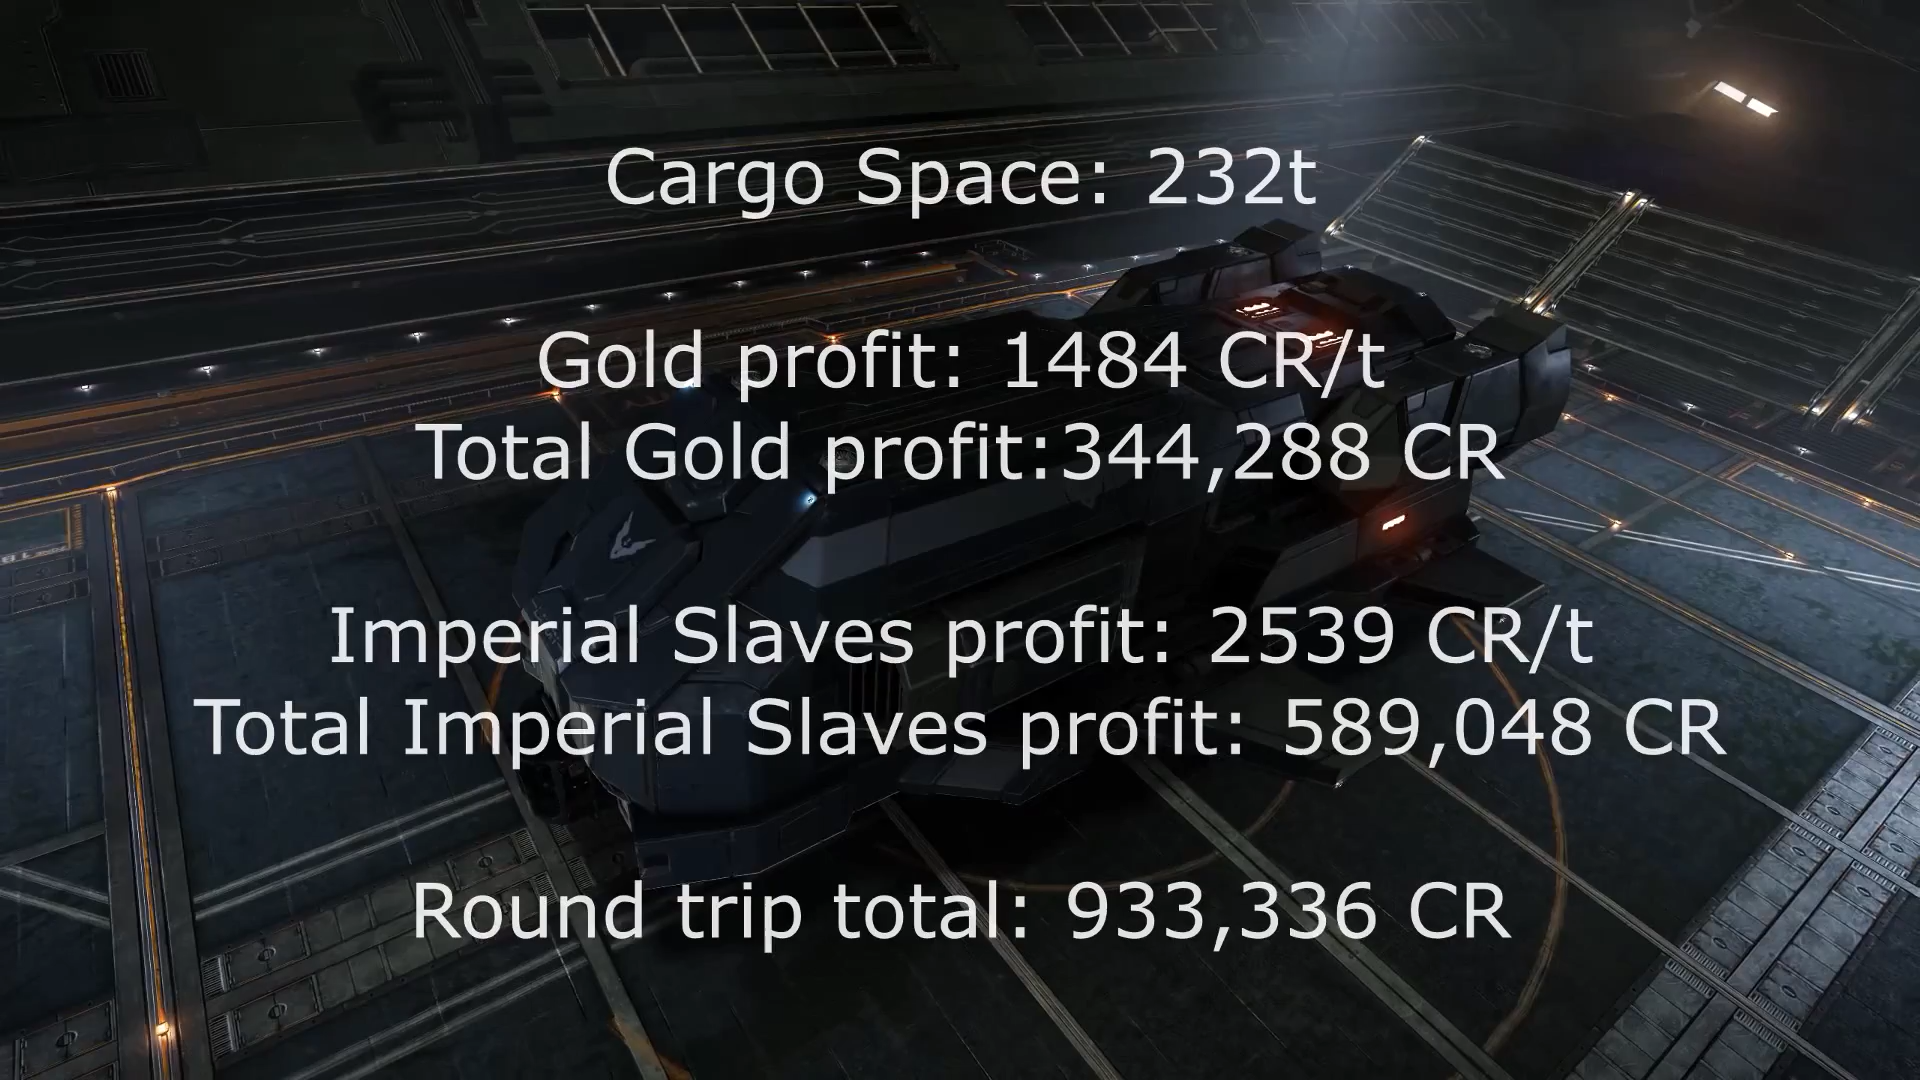 Cargo Space: 232t
Gold profit: 1484 CR/t
Total Gold profit:344,288 CR
Imperial Slaves profit: 2539 CR/t
Total Imperial Slaves profit: 589,048 CR
Round trip total: 933,336 CR